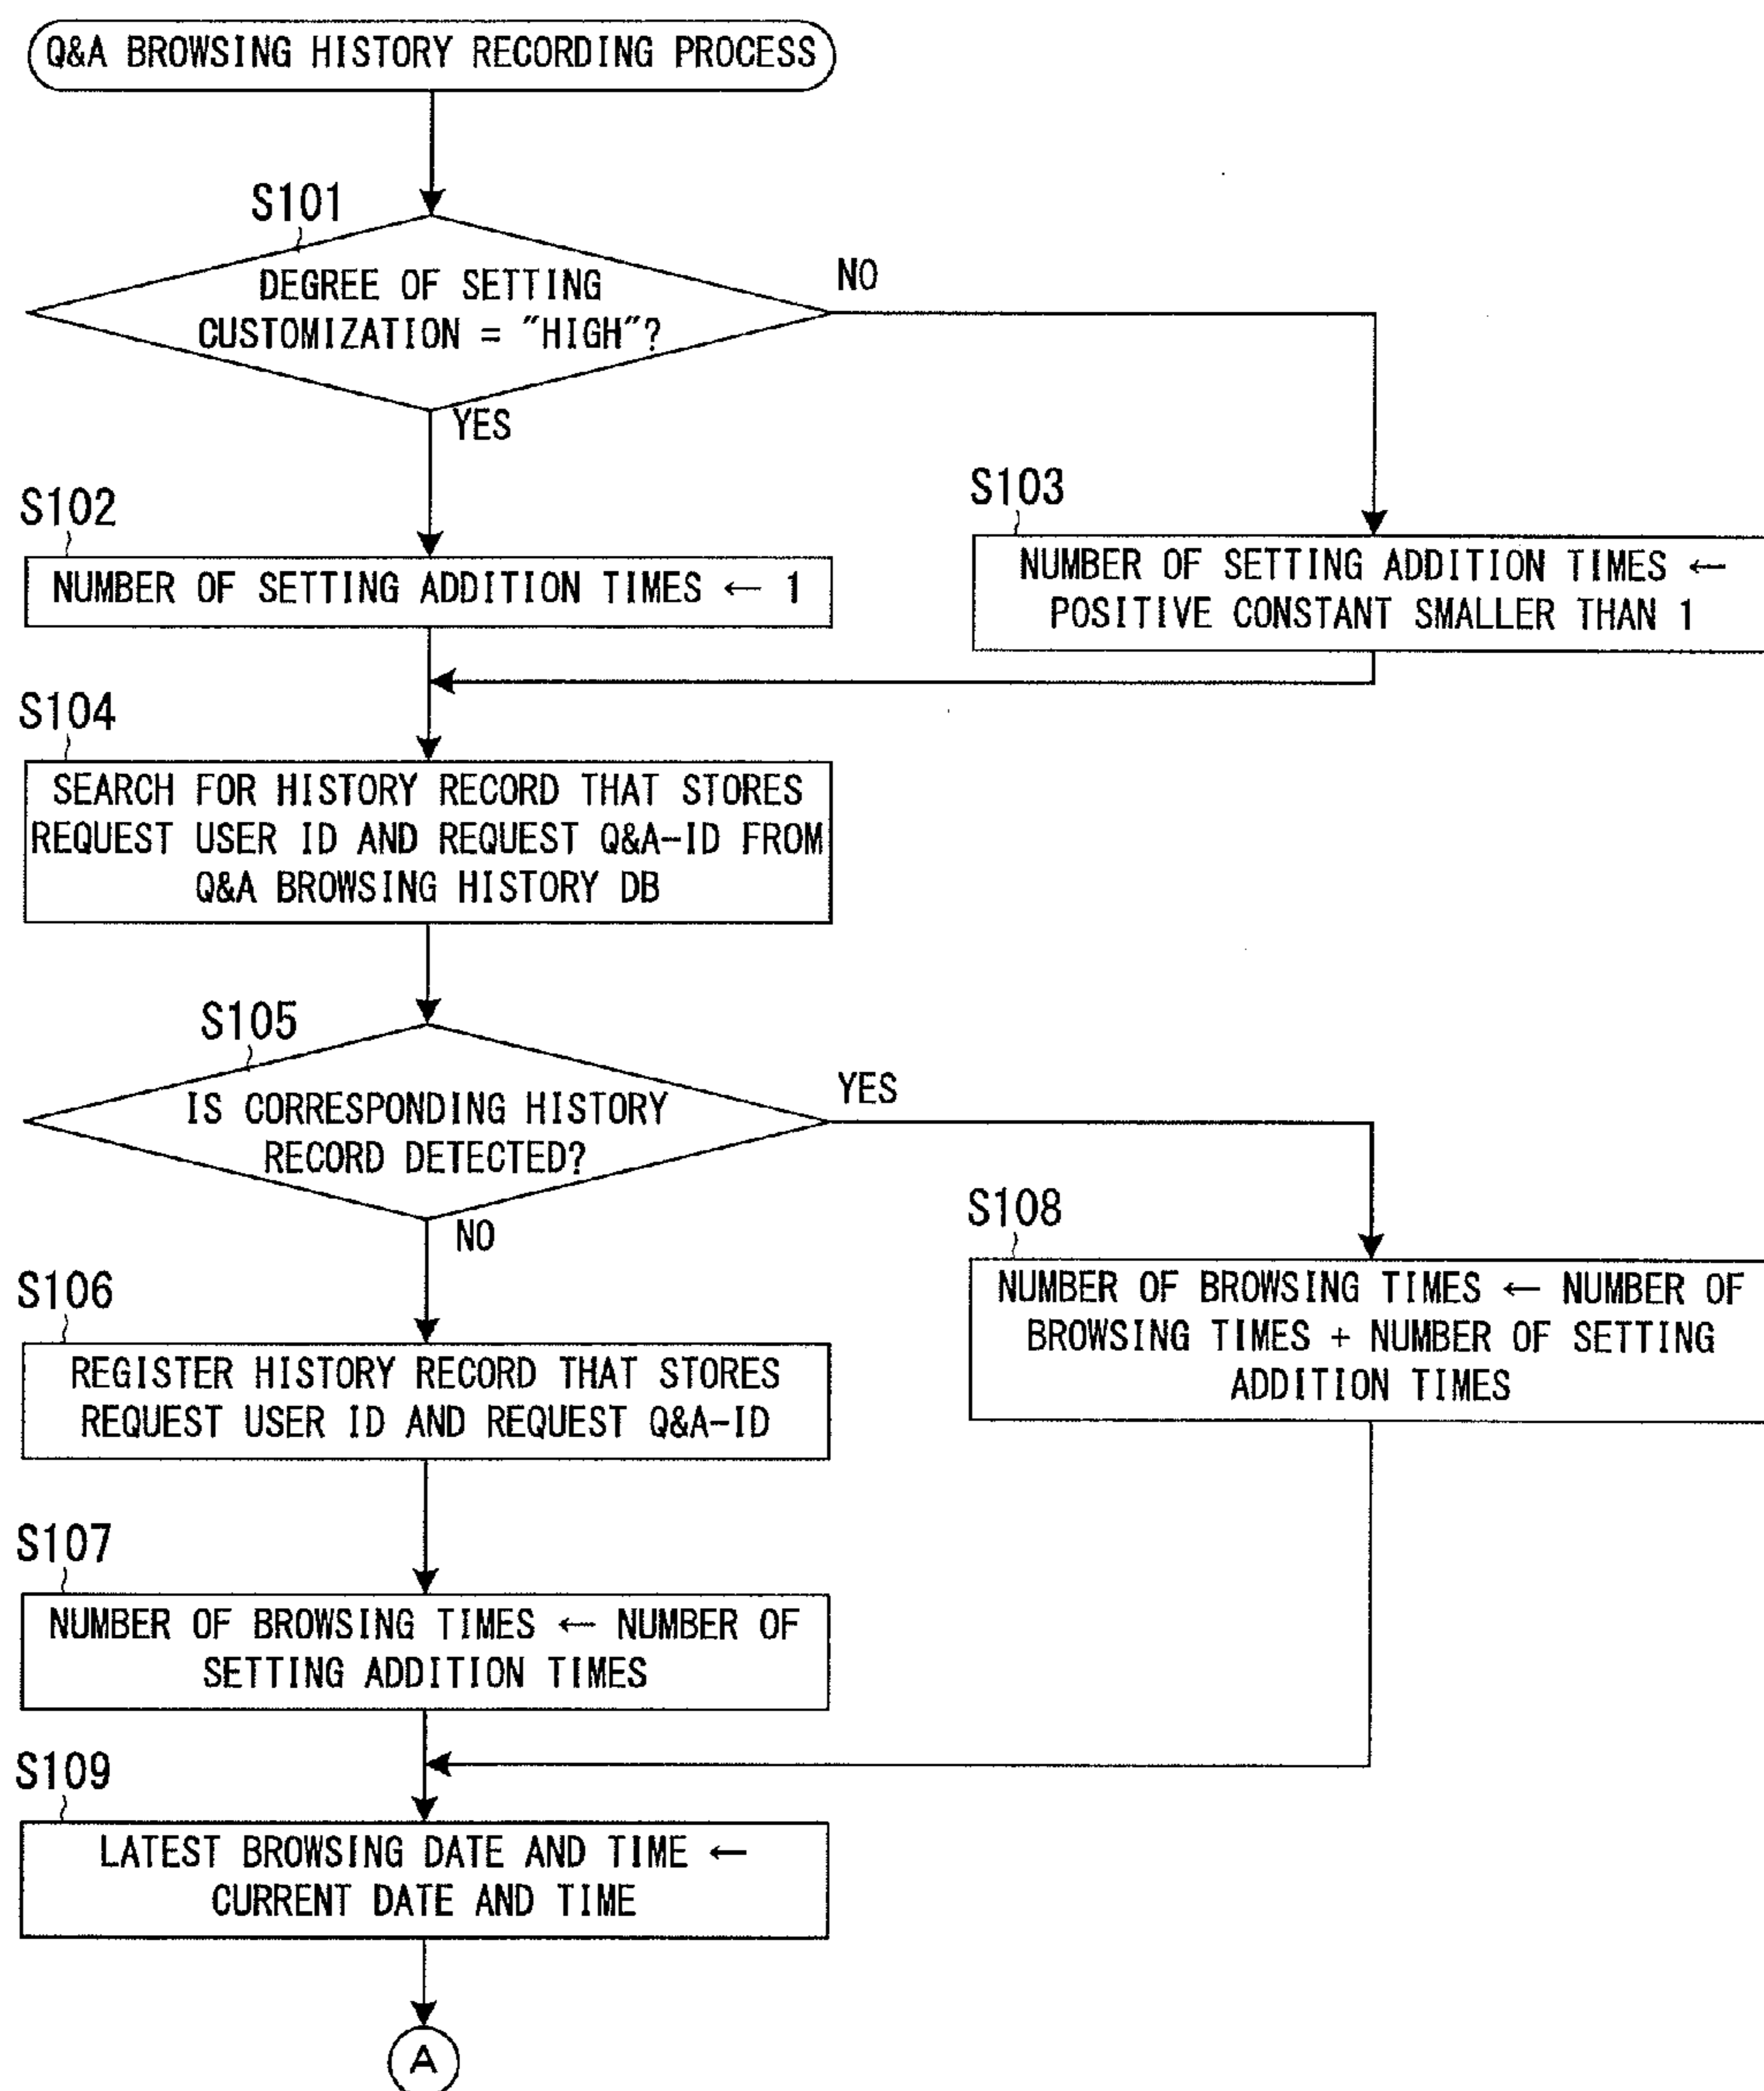 Q&A BROWSING HISTORY RECORDING PROCESS
S101
DEGREE OF SETTING
CUSTOMIZATION = "HIGH"?
NO
YES
S102
NUMBER OF SETTING ADDITION TIMES ← 1
S103
NUMBER OF SETTING ADDITION TIMES ←
POSITIVE CONSTANT SMALLER THAN 1
S104
SEARCH FOR HISTORY RECORD THAT STORES
REQUEST USER ID AND REQUEST Q&A-ID FROM
Q&A BROWSING HISTORY DB
S105
IS CORRESPONDING HISTORY
RECORD DETECTED?
YES
NO
S108
NUMBER OF BROWSING TIMES ← NUMBER OF
BROWSING TIMES + NUMBER OF SETTING
ADDITION TIMES
S106
REGISTER HISTORY RECORD THAT STORES
REQUEST USER ID AND REQUEST Q&A-ID
S107
NUMBER OF BROWSING TIMES ← NUMBER OF
SETTING ADDITION TIMES
S109
LATEST BROWSING DATE AND TIME ←
CURRENT DATE AND TIME
A